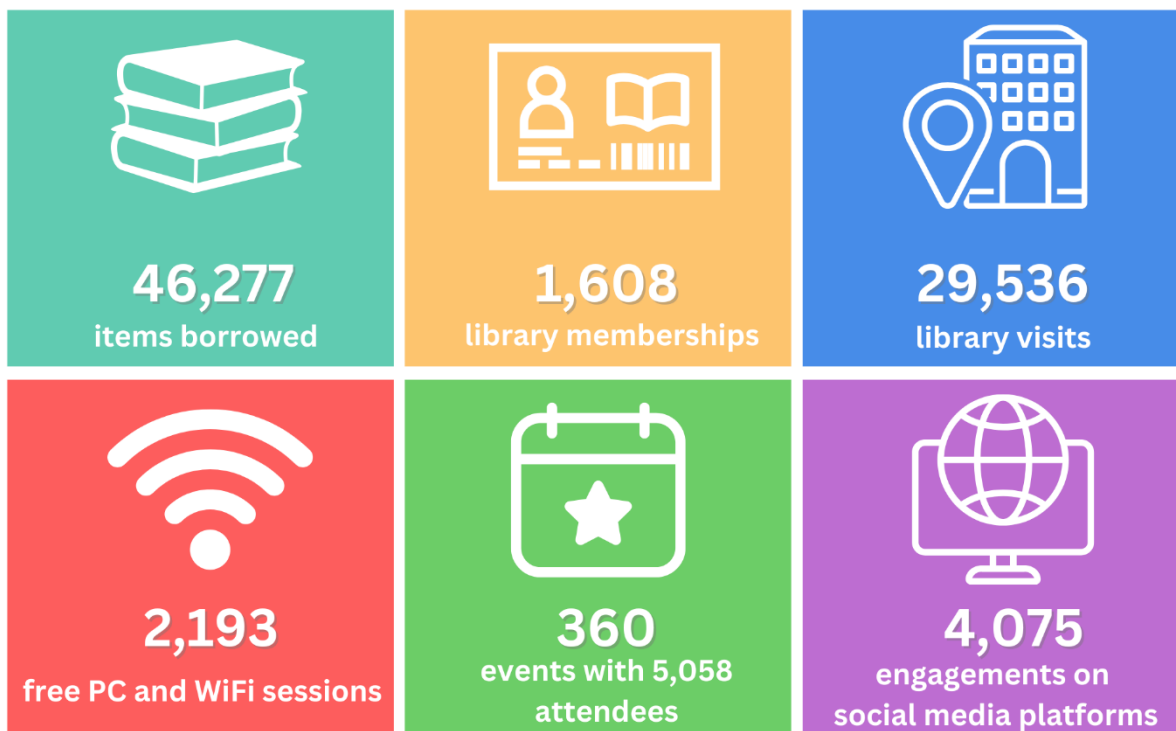 46,277
items borrowed
1,608
library memberships
29,536
library visits
2,193
free PC and WiFi sessions
360
events with 5,058
attendees
4,075
engagements on
social media platforms